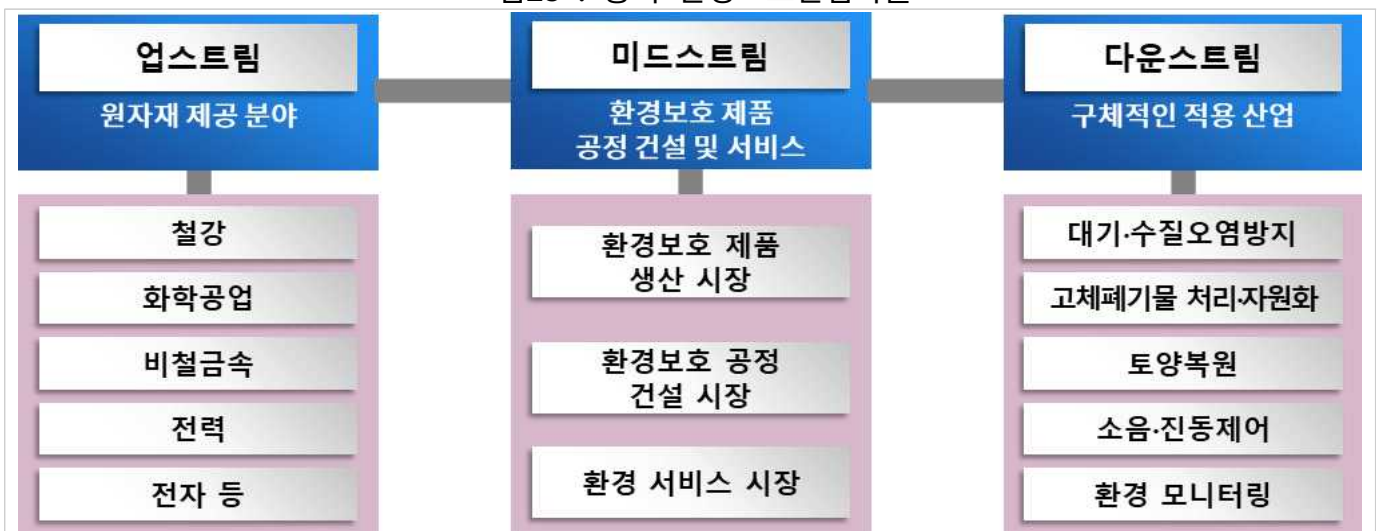 업스트림
원자재 제공 분야
철강
화학공업
비철금속
전력
전자 등
미드스트림
환경보호 제품
공정 건설 및 서비스
환경보호 제품
생산 시장
환경보호 공정
건설 시장
환경 서비스 시장
다운스트림
구체적인 적용 산업
대기·수질오염방지
고체폐기물 처리·자원화
토양복원
소음·진동제어
환경 모니터링